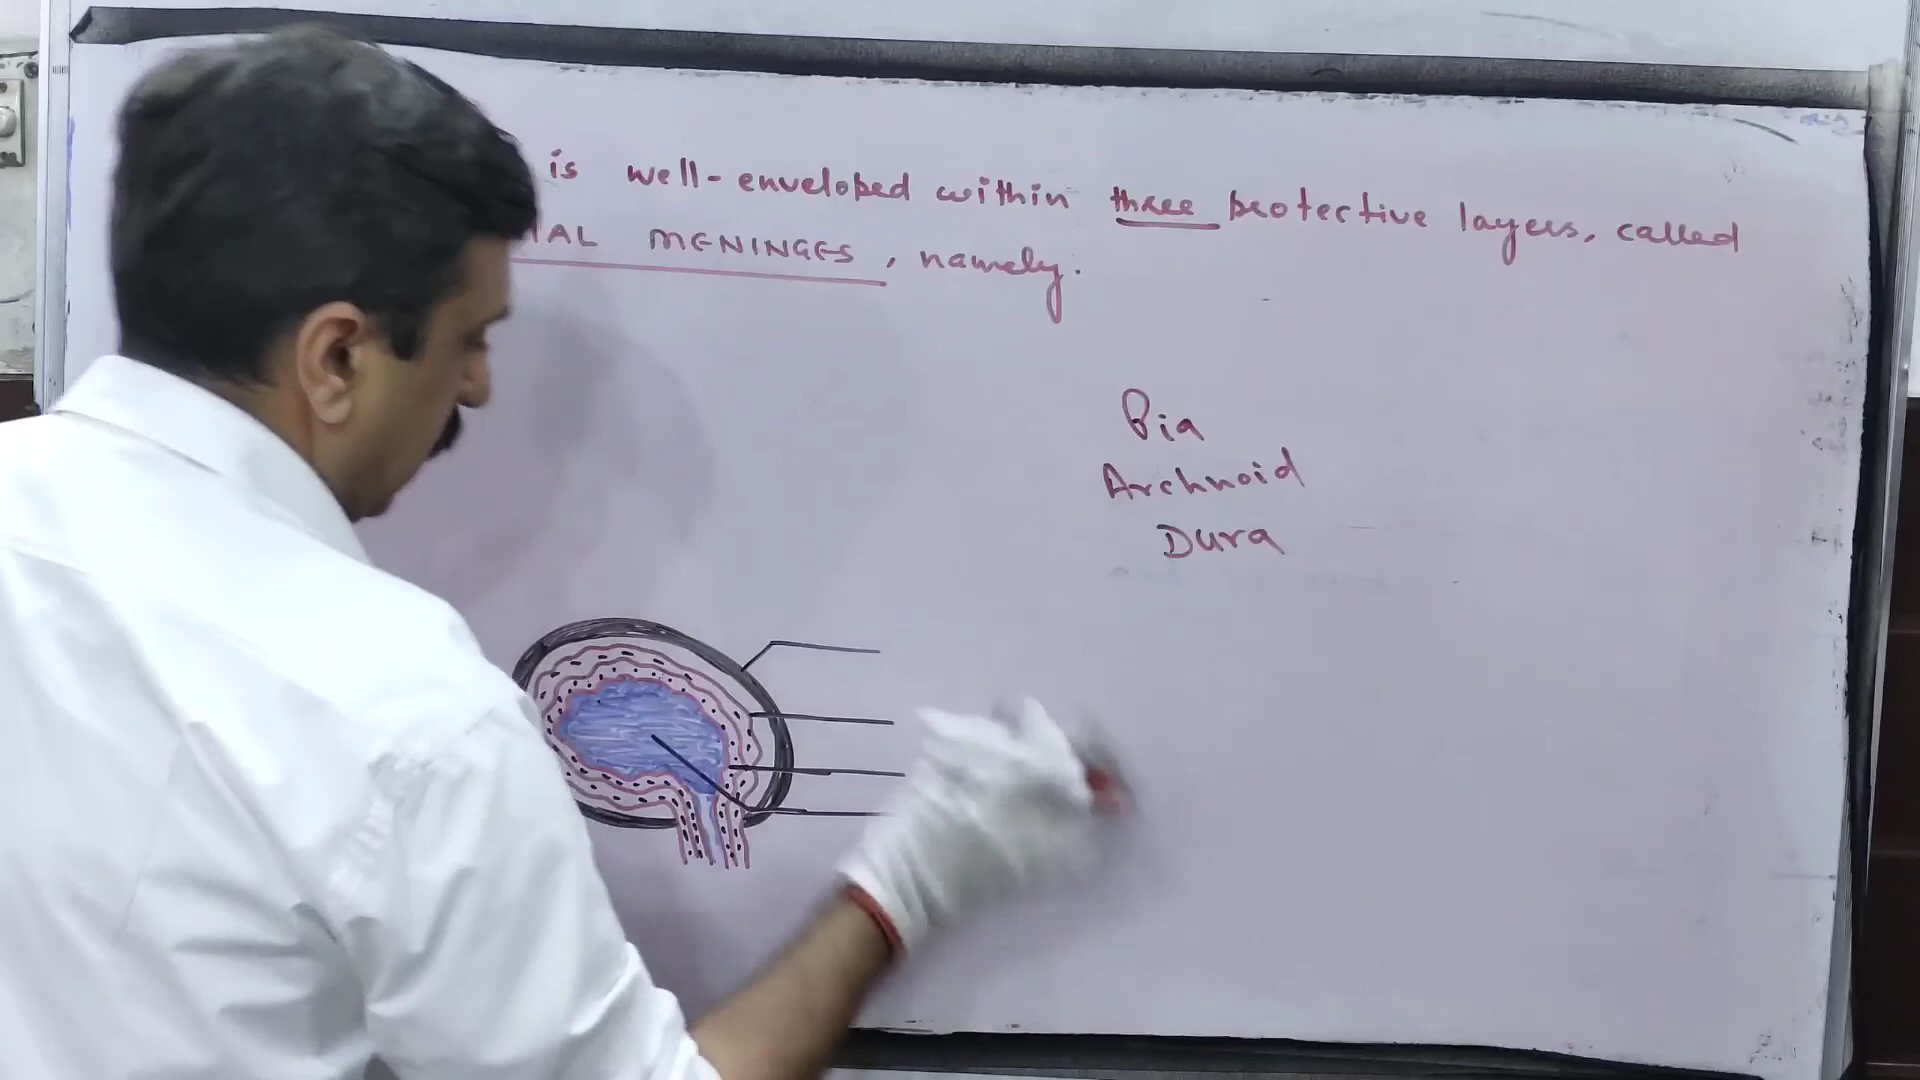 is well-enveloped within three protective layers, called
IAL MENINGES, namely.
Pia
Archnoid
Dura